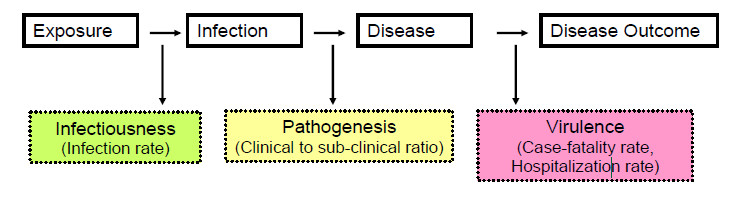 Exposure
Infection
Disease
Disease Outcome
Infectiousness
(Infection rate)
Pathogenesis
(Clinical to sub-clinical ratio)
Virulence
(Case-fatality rate,
Hospitalization rate)